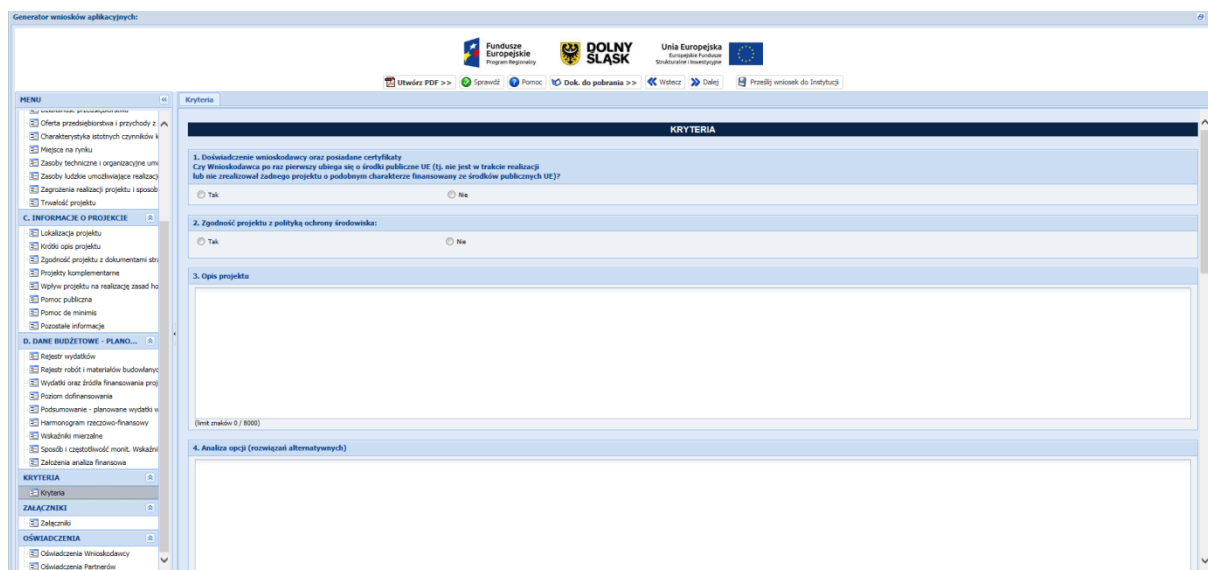 Generator wniosków aplikacyjnych:
Fundusze
Europejskie
Program Regionalny
DOLNY
ŚLĄSK
Unia Europejska
Europejskie Fundusze
Strukturalne i Inwestycyjne
Utwórz PDF >>
Sprawdź
Pomoc
Dok. do pobrania >>
Wstecz
Dalej
Prześlij wniosek do Instytucji
MENU
Oferta przedsiębiorstwa i przychody z
Charakterystyka istotnych czynników k
Miejsce na rynku
Zasoby techniczne i organizacyjne um
Zasoby ludzkie umożliwiające realizacj
Zagrożenia realizacji projektu i sposob
Trwałość projektu
C. INFORMACJE O PROJEKCIE
Lokalizacja projektu
Krótki opis projektu
Zgodność projektu z dokumentami str
Projekty komplementarne
Wpływ projektu na realizację zasad ho
Pomoc publiczna
Pomoc de minimis
Pozostałe informacje
D. DANE BUDŻETOWE - PLANO...
Rejestr wydatków
Rejestr robót i materiałów budowlanyc
Wydatki oraz źródła finansowania proj
Poziom dofinansowania
Podsumowanie - planowane wydatki w
Harmonogram rzeczowo-finansowy
Wskaźniki mierzalne
Sposób i częstotliwość monit. Wskaźni
Założenia analiza finansowa
KRYTERIA
Kryteria
ZAŁĄCZNIKI
Załączniki
OŚWIADCZENIA
Oświadczenia Wnioskodawcy
Oświadczenia Partnerów
Kryteria
KRYTERIA
1. Doświadczenie wnioskodawcy oraz posiadane certyfikaty
Czy Wnioskodawca po raz pierwszy ubiega się o środki publiczne UE (tj. nie jest w trakcie realizacji
lub nie zrealizował żadnego projektu o podobnym charakterze finansowany ze środków publicznych UE)?
Tak Nie
2. Zgodność projektu z polityką ochrony środowiska:
Tak Nie
3. Opis projektu
(limit znaków 0 / 8000)
4. Analiza opcji (rozwiązań alternatywnych)